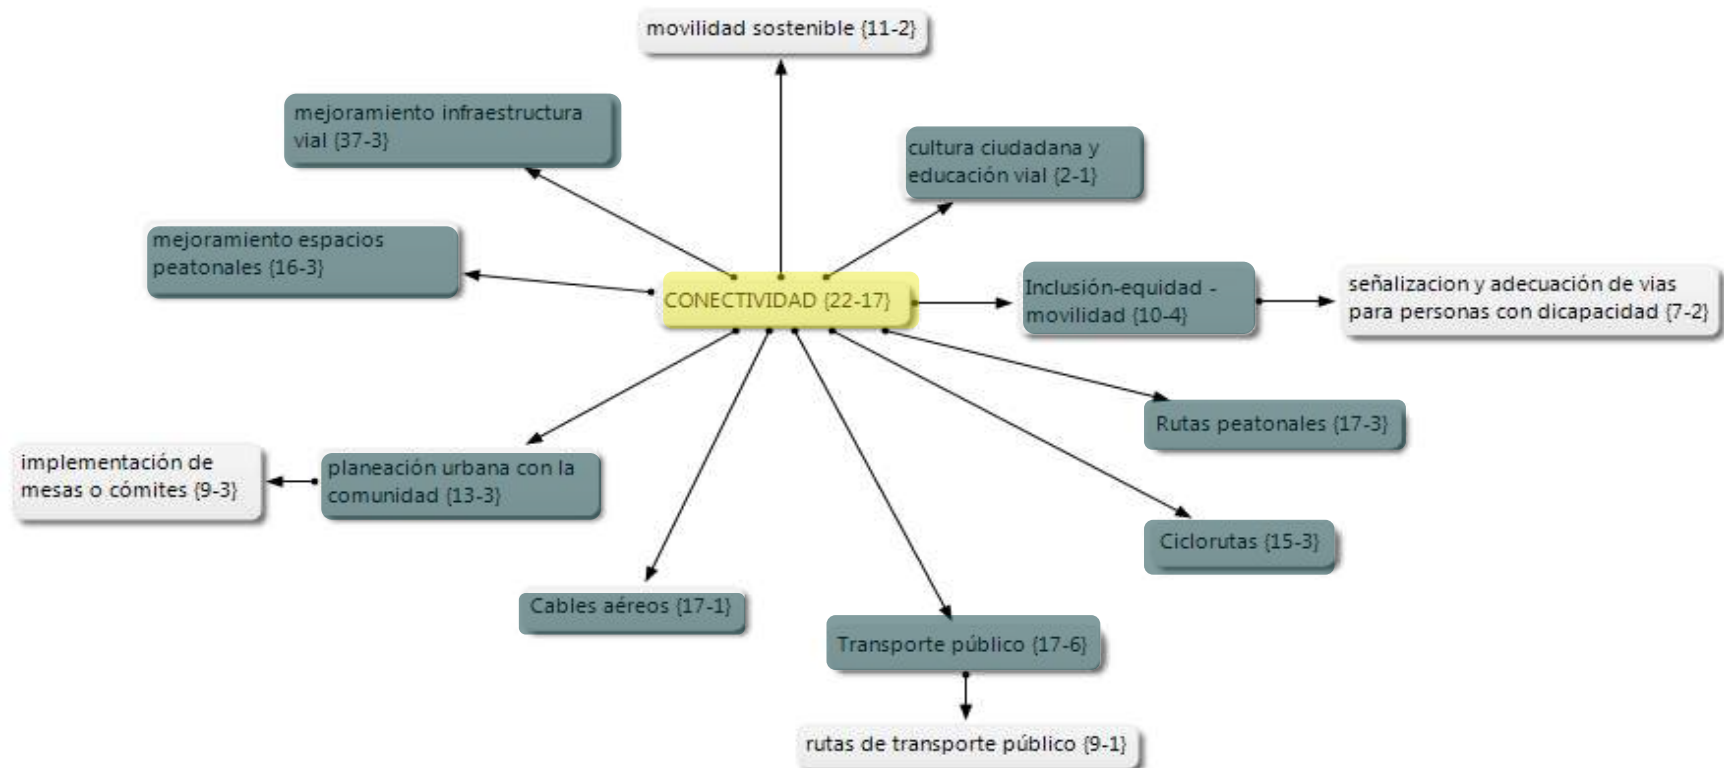 movilidad sostenible {11-2}
mejoramiento infraestructura
vial {37-3}
cultura ciudadana y
educación vial {2-1}
mejoramiento espacios
peatonales {16-3}
CONECTIVIDAD {22-17}
Inclusión-equidad -
movilidad {10-4}
señalizacion y adecuación de vias
para personas con dicapacidad {7-2}
Rutas peatonales {17-3}
implementación de
mesas o cómites {9-3}
planeación urbana con la
comunidad {13-3}
Ciclorutas {15-3}
Cables aéreos {17-1}
Transporte público {17-6}
rutas de transporte público {9-1}